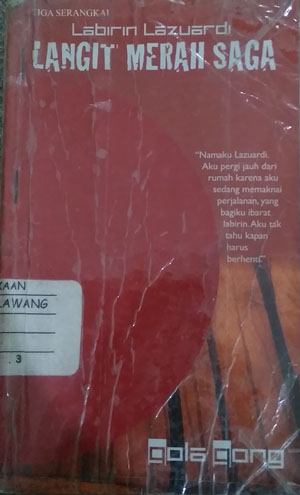 IGA SERANGKAI
Labirin Lazuardi
LANGIT MERAH SAGA
"Namaku Lazuardi.
Aku pergi jauh dari
rumah karena aku
sedang memaknai
perjalanan, yang
bagiku ibarat
labirin. Aku tak
tahu kapan
harus
berhenti."
KAAN
LAWANG
. 3
Gola Gong